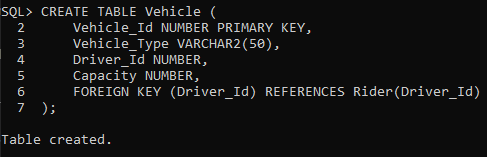 SQL> CREATE TABLE Vehicle (
  2      Vehicle_Id NUMBER PRIMARY KEY,
  3      Vehicle_Type VARCHAR2(50),
  4      Driver_Id NUMBER,
  5      Capacity NUMBER,
  6      FOREIGN KEY (Driver_Id) REFERENCES Rider(Driver_Id)
  7  );
Table created.